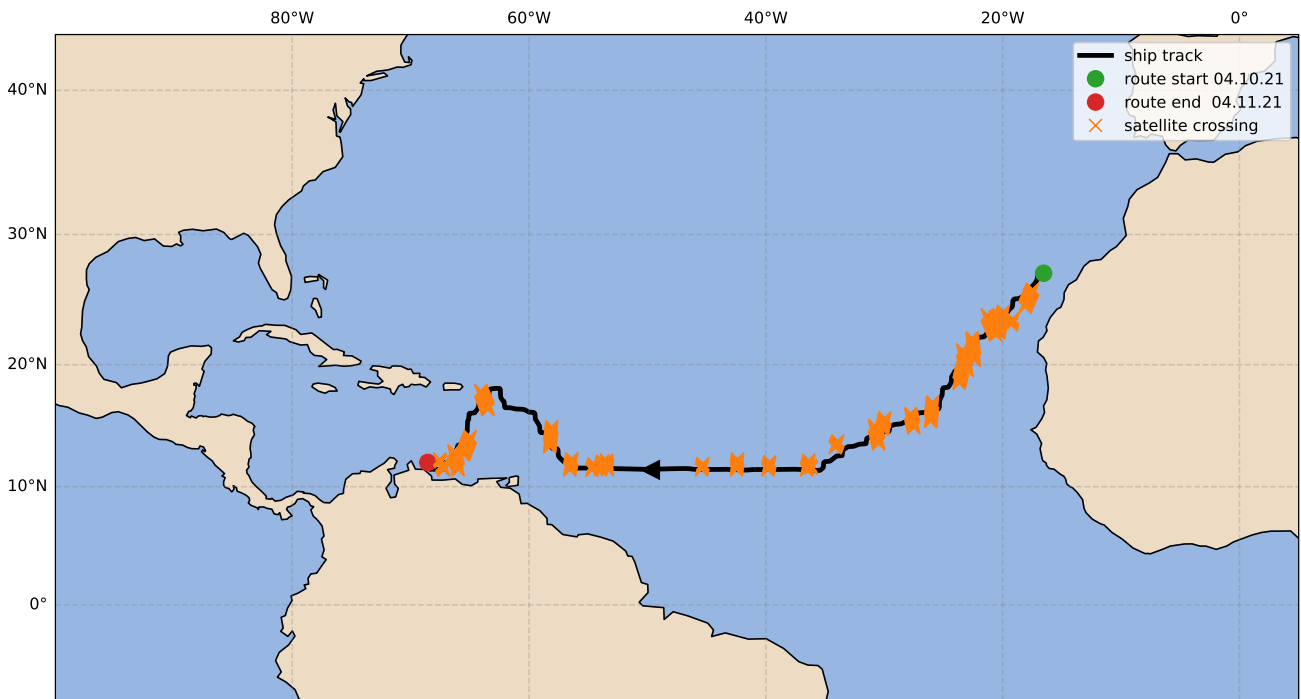 80°W 60°W 40°W 20°W 0°
ship track
route start 04.10.21
route end 04.11.21
satellite crossing
40°N
30°N
20°N
10°N
0°